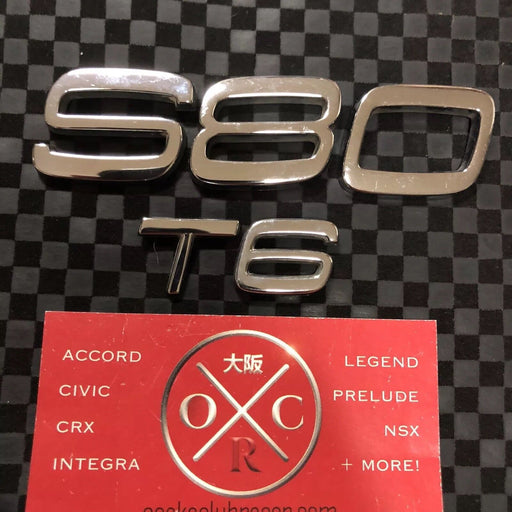 S80
T6
ACCORD
CIVIC
CRX
INTEGRA
大阪
O C
R
LEGEND
PRELUDE
NSX
+ MORE!